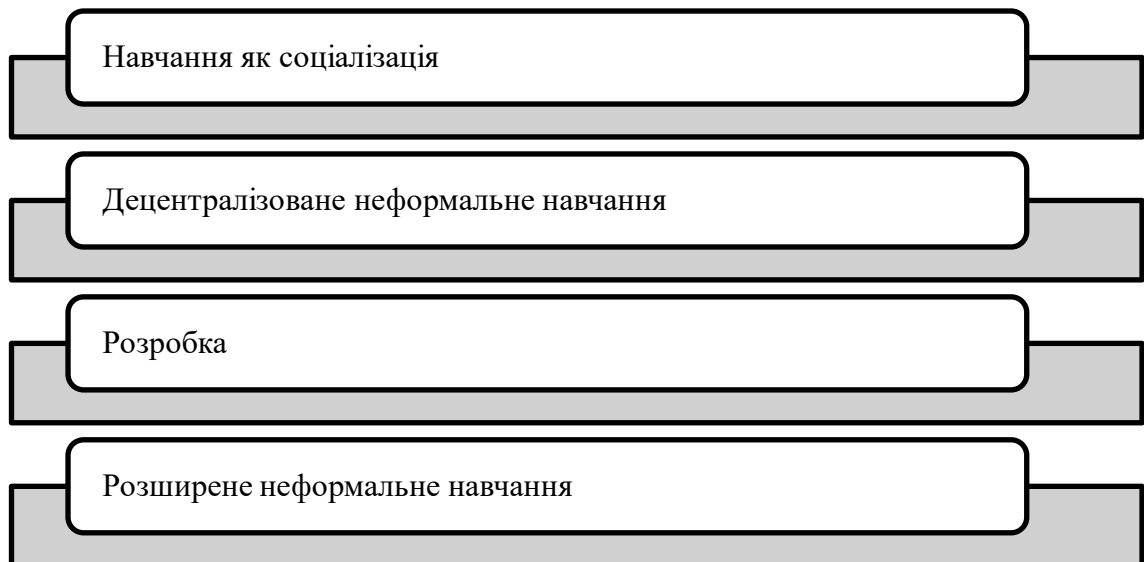 Навчання як соціалізація
Децентралізоване неформальне навчання
Розробка
Розширене неформальне навчання